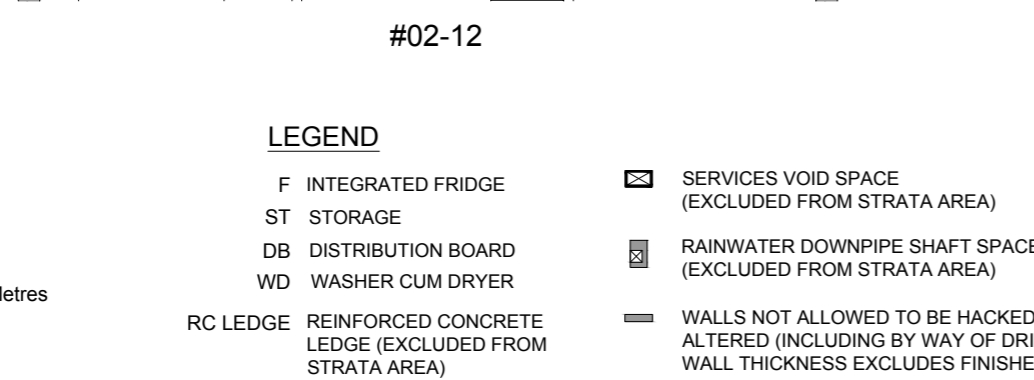 #02-12
LEGEND
F INTEGRATED FRIDGE
ST STORAGE
DB DISTRIBUTION BOARD
WD WASHER CUM DRYER
RC LEDGE REINFORCED CONCRETE
LEDGE (EXCLUDED FROM
STRATA AREA)
SERVICES VOID SPACE
(EXCLUDED FROM STRATA AREA)
RAINWATER DOWNPIPE SHAFT SPACE
(EXCLUDED FROM STRATA AREA)
WALLS NOT ALLOWED TO BE HACKED
ALTERED (INCLUDING BY WAY OF
WALL THICKNESS EXCLUDES